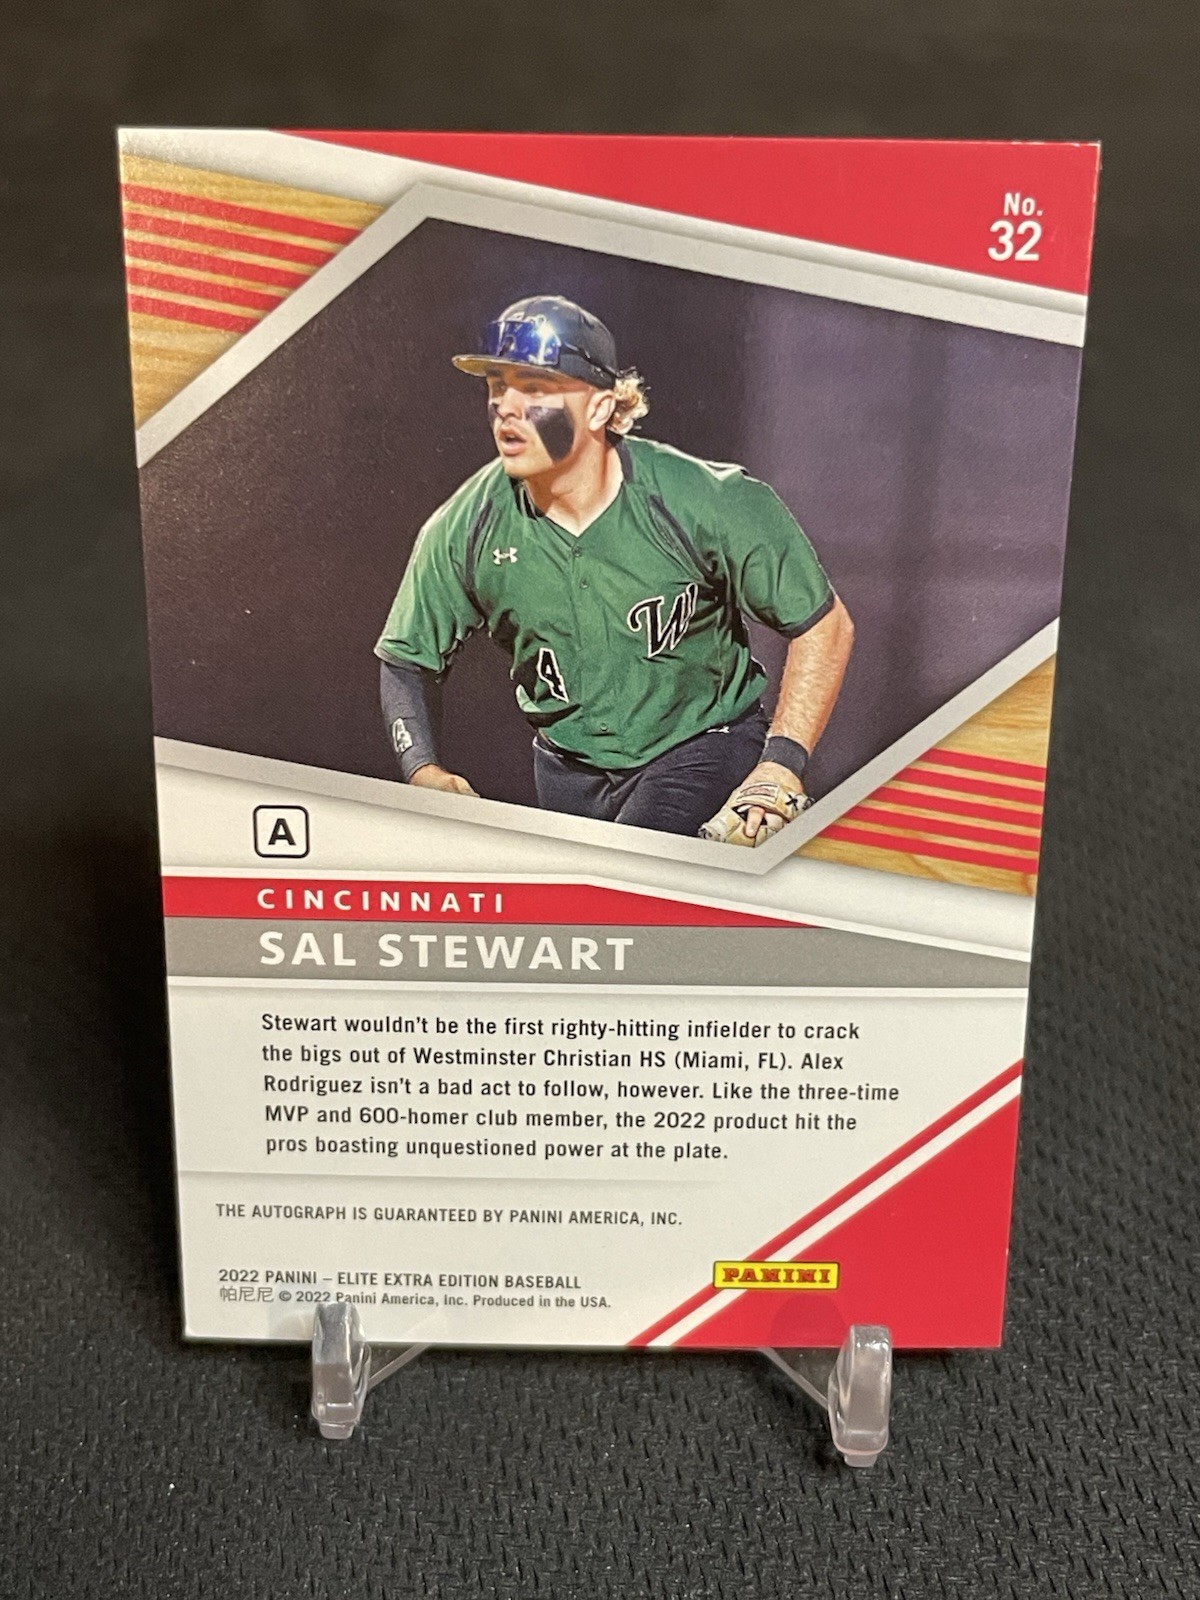 No.
32
W
4
A
CINCINNATI
SAL STEWART
Stewart wouldn't be the first righty-hitting infielder to crack
the bigs out of Westminster Christian HS (Miami, FL). Alex
Rodriguez isn't a bad act to follow, however. Like the three-time
MVP and 600-homer club member, the 2022 product hit the
pros boasting unquestioned power at the plate.
THE AUTOGRAPH IS GUARANTEED BY PANINI AMERICA, INC.
PANINI
2022 PANINI – ELITE EXTRA EDITION BASEBALL
帕尼尼 © 2022 Panini America, Inc. Produced in the USA.